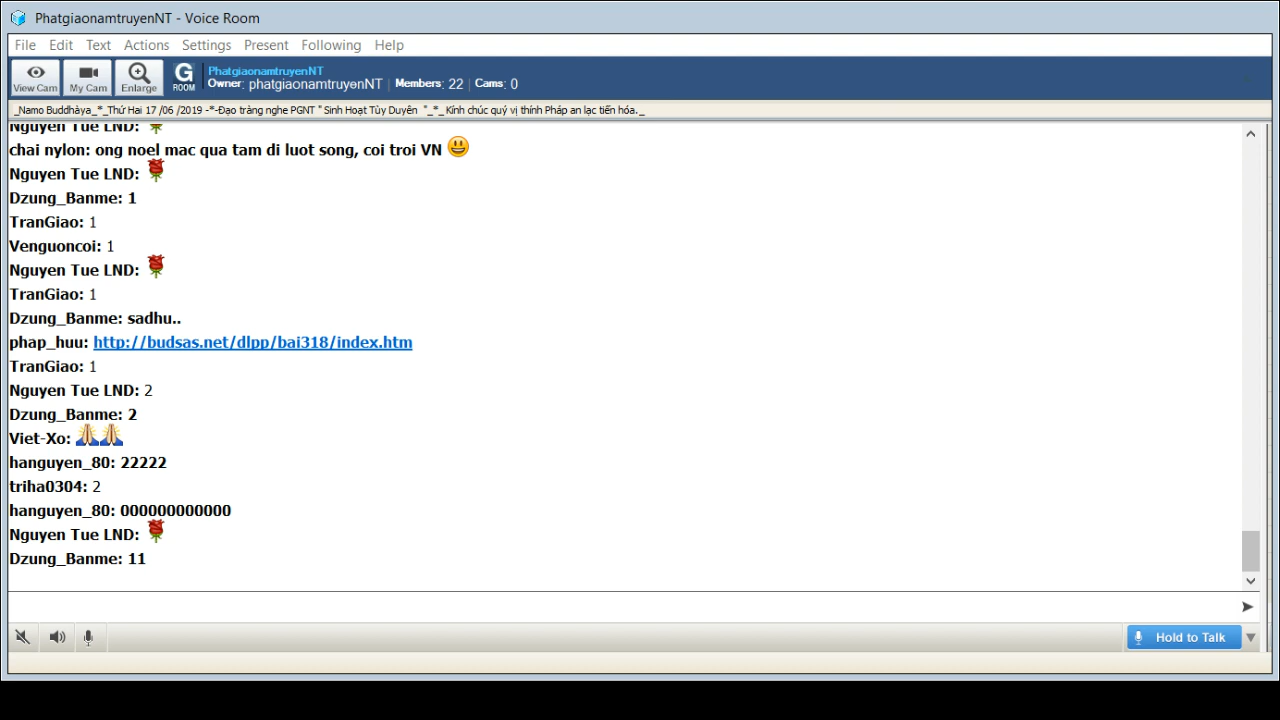 PhatgiaonamtruyenNT - Voice Room
File Edit Text Actions Settings Present Following Help
View Cam My Cam Enlarge G ROOM
PhatgiaonamtruyenNT
Owner: phatgiaonamtruyenNT Members: 22 Cams: 0
_Namo Buddhàya_*_Thứ Hai 17 /06 /2019 -*-Đạo tràng nghe PGNT " Sinh Hoạt Tùy Duyên "_*_ Kính chúc quý vị thính Pháp an lạc tiến hóa._
Nguyen Tue LND: 🌹
chai nylon: ong noel mac qua tam di luot song, coi troi VN 😃
Nguyen Tue LND: 🌹
Dzung_Banme: 1
TranGiao: 1
Venguoncoi: 1
Nguyen Tue LND: 🌹
TranGiao: 1
Dzung_Banme: sadhu..
phap_huu: http://budsas.net/dlpp/bai318/index.htm
TranGiao: 1
Nguyen Tue LND: 2
Dzung_Banme: 2
Viet-Xo: 🙏🙏
hanguyen_80: 22222
triha0304: 2
hanguyen_80: 000000000000
Nguyen Tue LND: 🌹
Dzung_Banme: 11
Hold to Talk